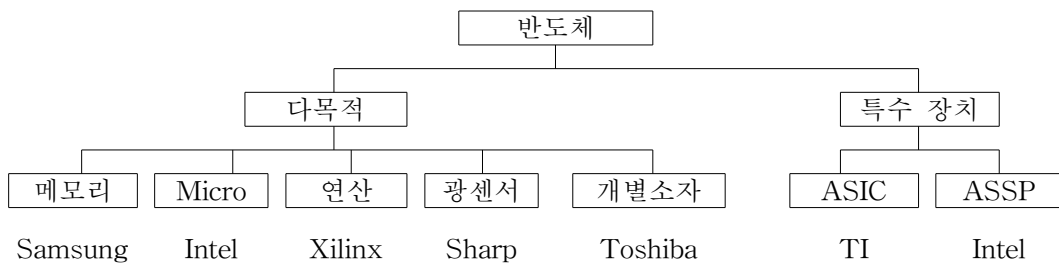 반도체
다목적 특수 장치
메모리 Micro 연산 광센서 개별소자 ASIC ASSP
Samsung Intel Xilinx Sharp Toshiba TI Intel